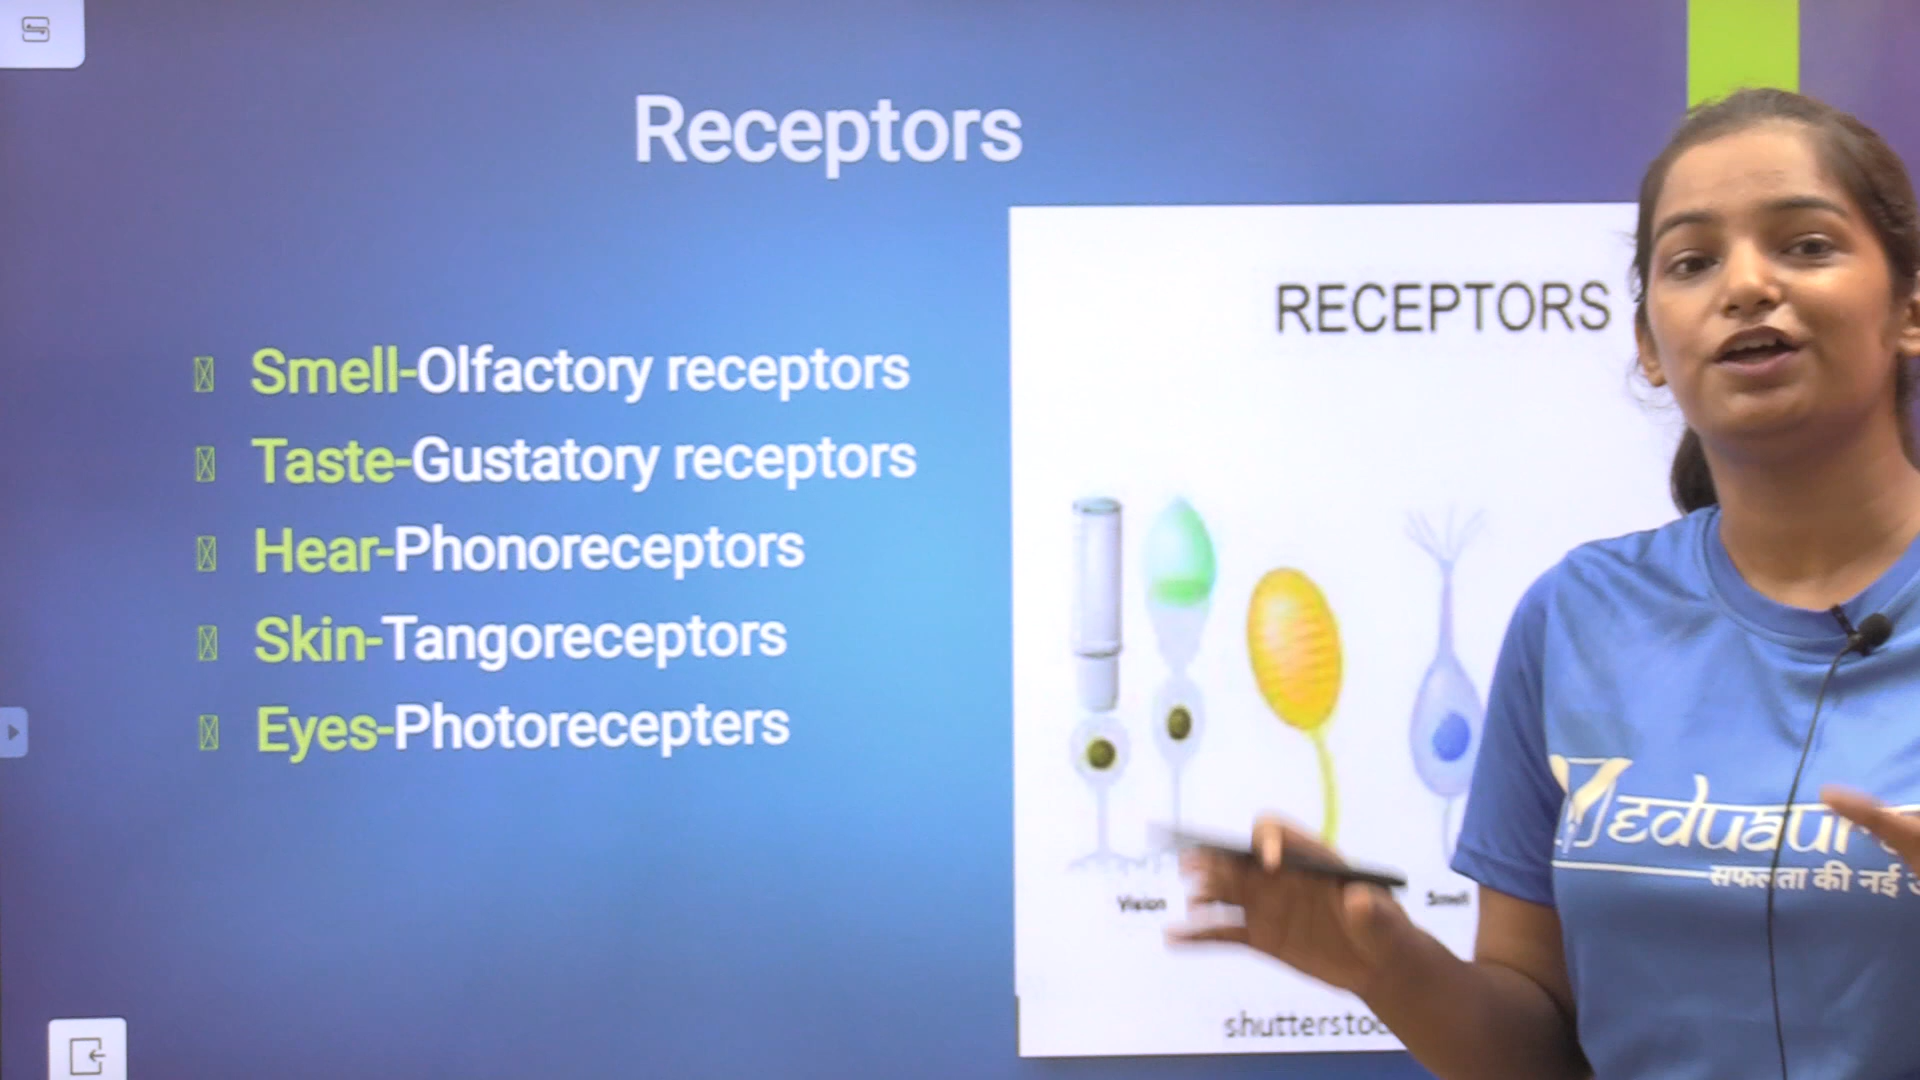 Receptors
Smell-Olfactory receptors
Taste-Gustatory receptors
Hear-Phonoreceptors
Skin-Tangoreceptors
Eyes-Photorecepters
RECEPTORS
Vision
Smell
shuttersto
eduaur
सफलता की नई